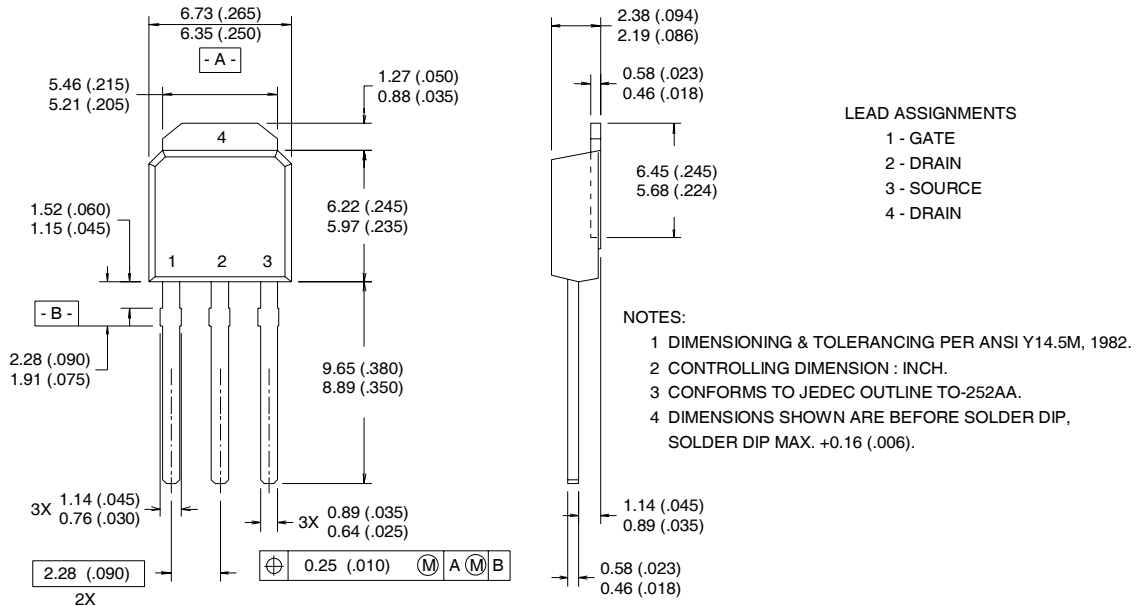 6.73 (.265)
6.35 (.250)
- A -
5.46 (.215)
5.21 (.205)
1.27 (.050)
0.88 (.035)
4
1.52 (.060)
1.15 (.045)
6.22 (.245)
5.97 (.235)
1
2
3
- B -
2.28 (.090)
1.91 (.075)
9.65 (.380)
8.89 (.350)
3X
1.14 (.045)
0.76 (.030)
3X
0.89 (.035)
0.64 (.025)
2.28 (.090)
2X
⌖ 0.25 (.010) Ⓜ A Ⓜ B
2.38 (.094)
2.19 (.086)
0.58 (.023)
0.46 (.018)
6.45 (.245)
5.68 (.224)
1.14 (.045)
0.89 (.035)
0.58 (.023)
0.46 (.018)
LEAD ASSIGNMENTS
1 - GATE
2 - DRAIN
3 - SOURCE
4 - DRAIN
NOTES:
1 DIMENSIONING & TOLERANCING PER ANSI Y14.5M, 1982.
2 CONTROLLING DIMENSION : INCH.
3 CONFORMS TO JEDEC OUTLINE TO-252AA.
4 DIMENSIONS SHOWN ARE BEFORE SOLDER DIP,
SOLDER DIP MAX. +0.16 (.006).